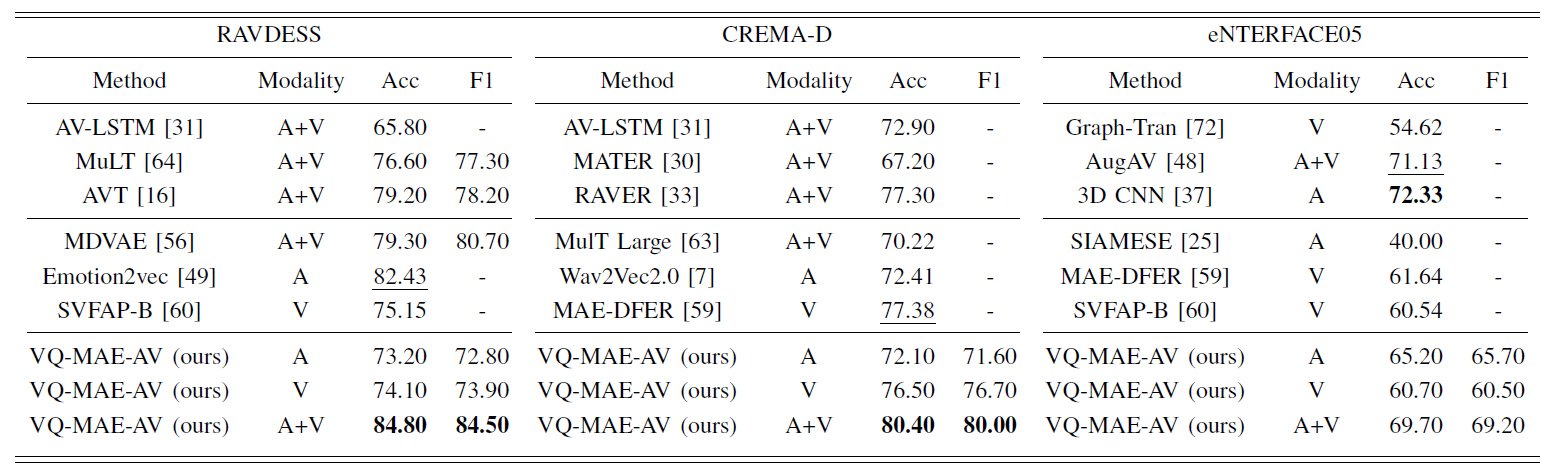 RAVDESS CREMA-D eNTERFACE05
Method Modality Acc F1 Method Modality Acc F1 Method Modality Acc F1
AV-LSTM [31] A+V 65.80 - AV-LSTM [31] A+V 72.90 - Graph-Tran [72] V 54.62 -
MuLT [64] A+V 76.60 77.30 MATER [30] A+V 67.20 - AugAV [48] A+V 71.13 -
AVT [16] A+V 79.20 78.20 RAVER [33] A+V 77.30 - 3D CNN [37] A 72.33 -
MDVAE [56] A+V 79.30 80.70 MulT Large [63] A+V 70.22 - SIAMESE [25] A 40.00 -
Emotion2vec [49] A 82.43 - Wav2Vec2.0 [7] A 72.41 - MAE-DFER [59] V 61.64 -
SVFAP-B [60] V 75.15 - MAE-DFER [59] V 77.38 - SVFAP-B [60] V 60.54 -
VQ-MAE-AV (ours) A 73.20 72.80 VQ-MAE-AV (ours) A 72.10 71.60 VQ-MAE-AV (ours) A 65.20 65.70
VQ-MAE-AV (ours) V 74.10 73.90 VQ-MAE-AV (ours) V 76.50 76.70 VQ-MAE-AV (ours) V 60.70 60.50
VQ-MAE-AV (ours) A+V 84.80 84.50 VQ-MAE-AV (ours) A+V 80.40 80.00 VQ-MAE-AV (ours) A+V 69.70 69.20